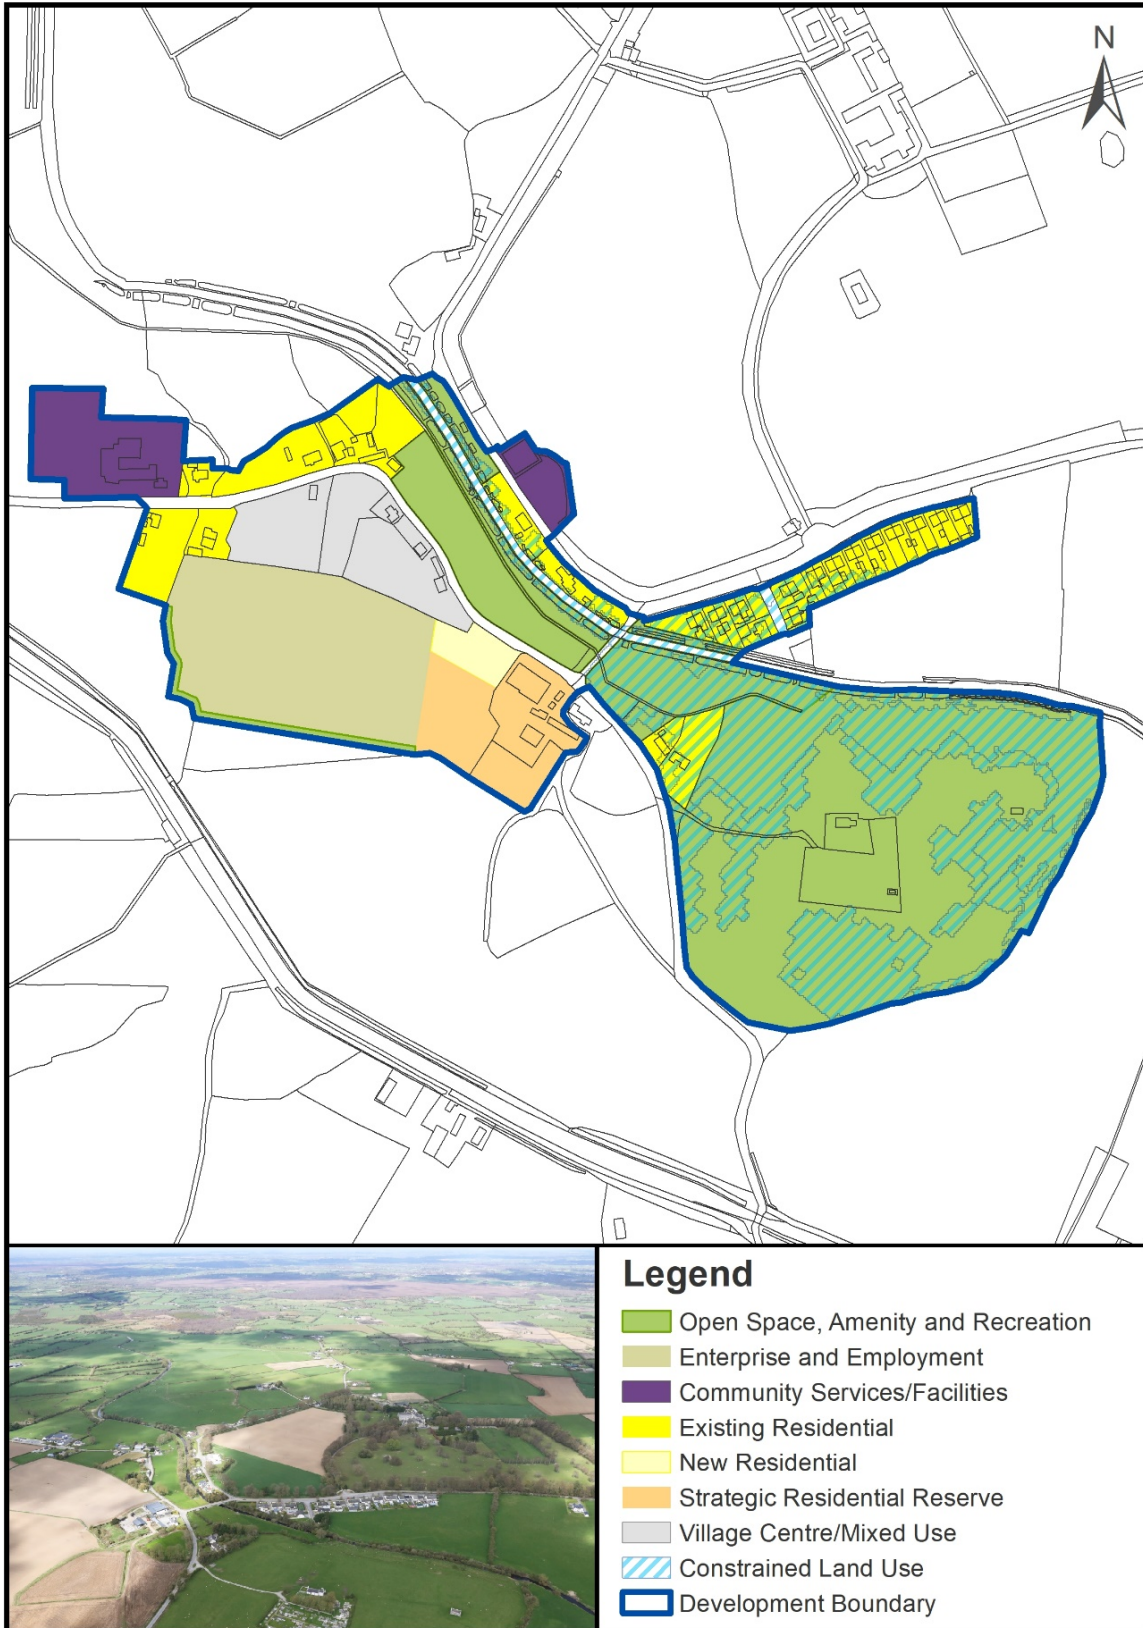 N
Legend
Open Space, Amenity and Recreation
Enterprise and Employment
Community Services/Facilities
Existing Residential
New Residential
Strategic Residential Reserve
Village Centre/Mixed Use
Constrained Land Use
Development Boundary